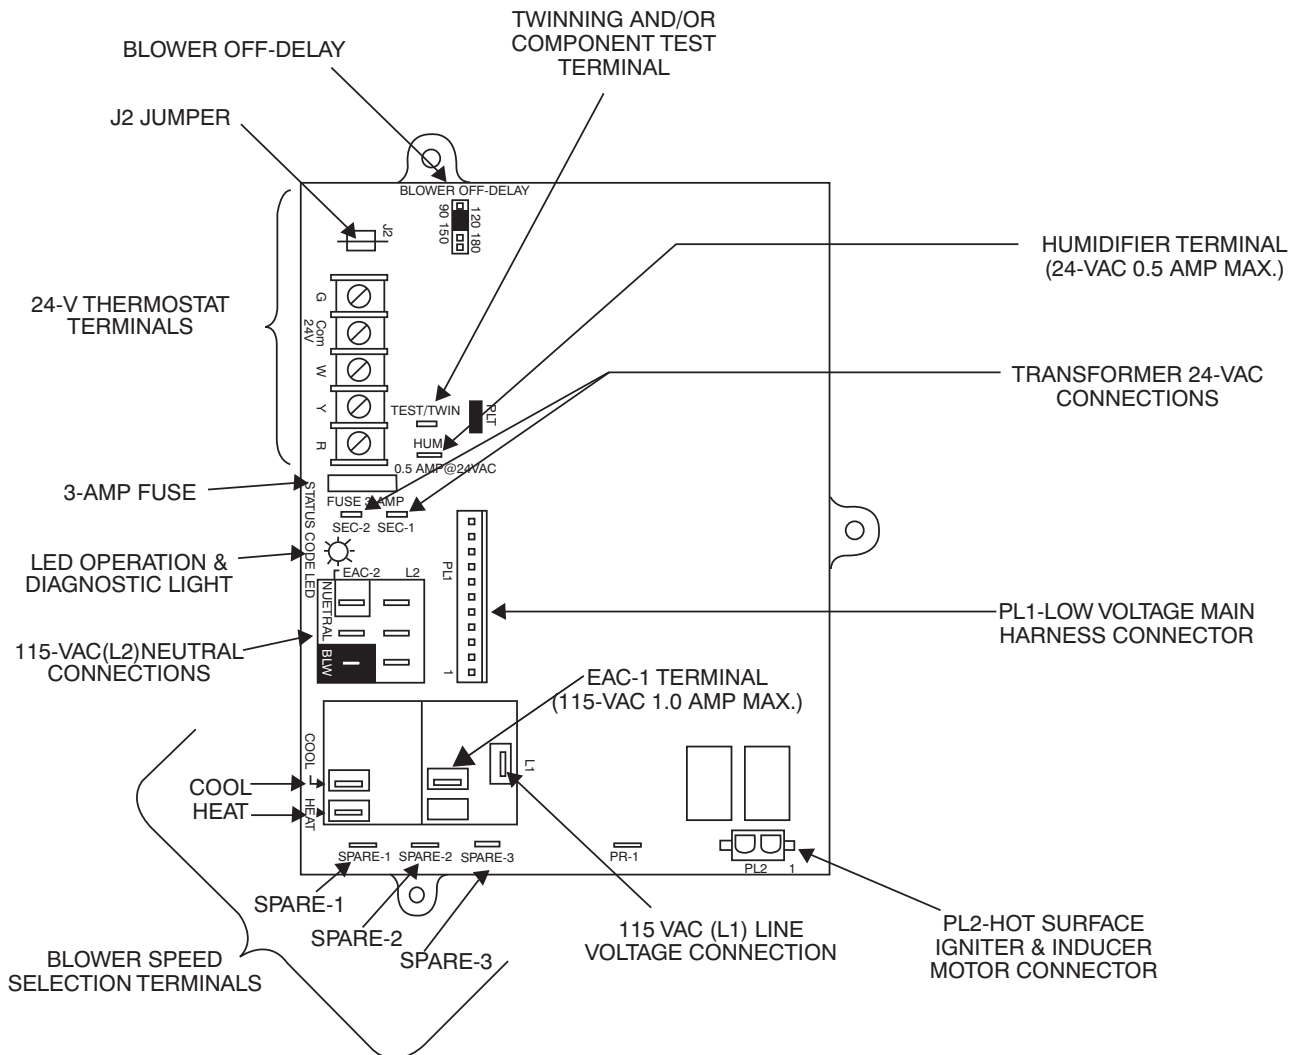 TWINNING AND/OR
COMPONENT TEST
TERMINAL
BLOWER OFF-DELAY
J2 JUMPER
BLOWER OFF-DELAY
90 150
120 180
J2
HUMIDIFIER TERMINAL
(24-VAC 0.5 AMP MAX.)
24-V THERMOSTAT
TERMINALS
G
Com
24V
W
Y
R
TRANSFORMER 24-VAC
CONNECTIONS
TEST/TWIN
PLT
HUM
0.5 AMP@24VAC
3-AMP FUSE
FUSE 3-AMP
STATUS CODE LED
SEC-2
SEC-1
LED OPERATION &
DIAGNOSTIC LIGHT
EAC-2
L2
PL1
NUETRAL
BLW
1
PL1-LOW VOLTAGE MAIN
HARNESS CONNECTOR
115-VAC(L2)NEUTRAL
CONNECTIONS
EAC-1 TERMINAL
(115-VAC 1.0 AMP MAX.)
L1
COOL
HEAT
COOL
HEAT
SPARE-1
SPARE-2
SPARE-3
PR-1
PL2
1
SPARE-1
SPARE-2
SPARE-3
115 VAC (L1) LINE
VOLTAGE CONNECTION
PL2-HOT SURFACE
IGNITER & INDUCER
MOTOR CONNECTOR
BLOWER SPEED
SELECTION TERMINALS